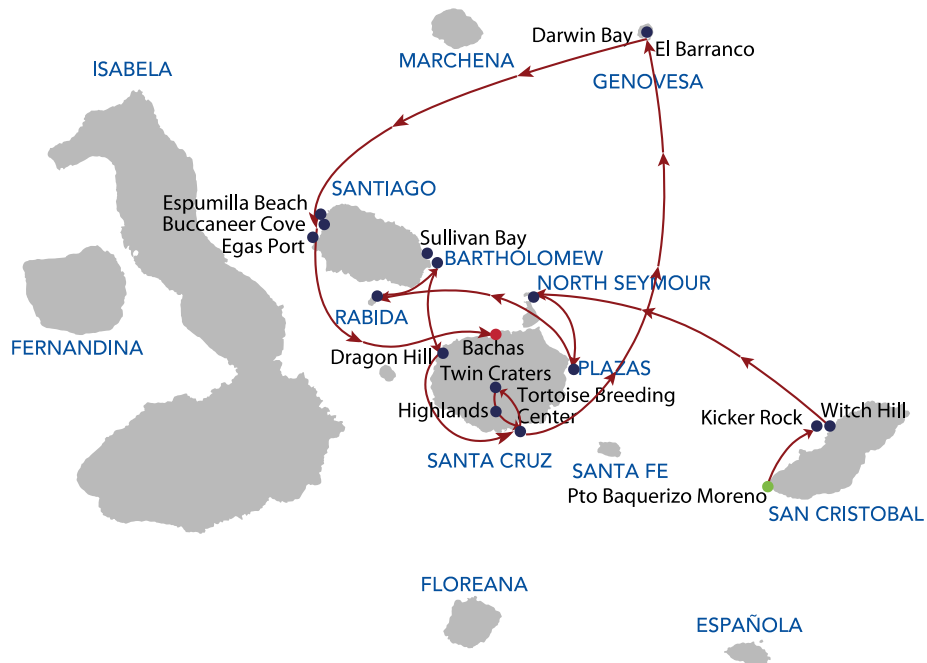 Darwin Bay
El Barranco
MARCHENA
GENOVESA
ISABELA
SANTIAGO
Espumilla Beach
Buccaneer Cove
Egas Port
Sullivan Bay
BARTHOLOMEW
NORTH SEYMOUR
RABIDA
FERNANDINA
Dragon Hill
Bachas
PLAZAS
Twin Craters
Tortoise Breeding
Center
Highlands
Kicker Rock
Witch Hill
SANTA CRUZ
SANTA FE
Pto Baquerizo Moreno
SAN CRISTOBAL
FLOREANA
ESPAÑOLA